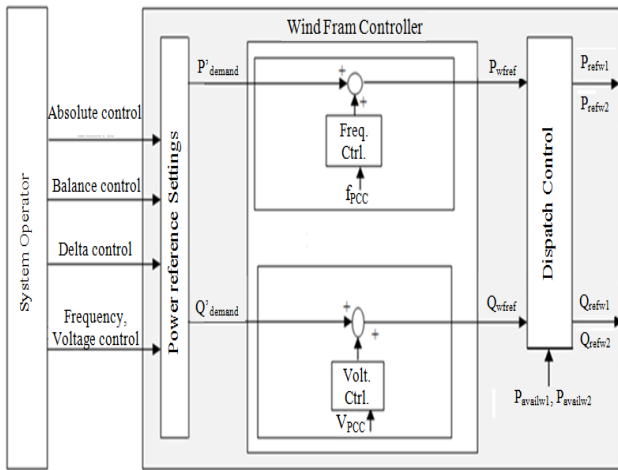 System Operator
Absolute control
Balance control
Delta control
Frequency,
Voltage control
Power reference Settings
Wind Fram Controller
P’demand
Freq.
Ctrl.
fPCC
Pwfref
Q’demand
Volt.
Ctrl.
VPCC
Qwfref
Dispatch Control
Prefw1
Prefw2
Qrefw1
Qrefw2
Pavailw1, Pavailw2
+
+
+
+